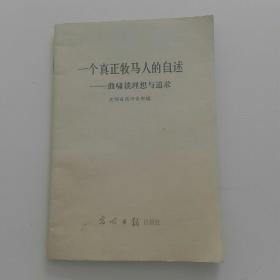 一个真正牧马人的自述
——曲啸谈理想与追求
光明日报出版社